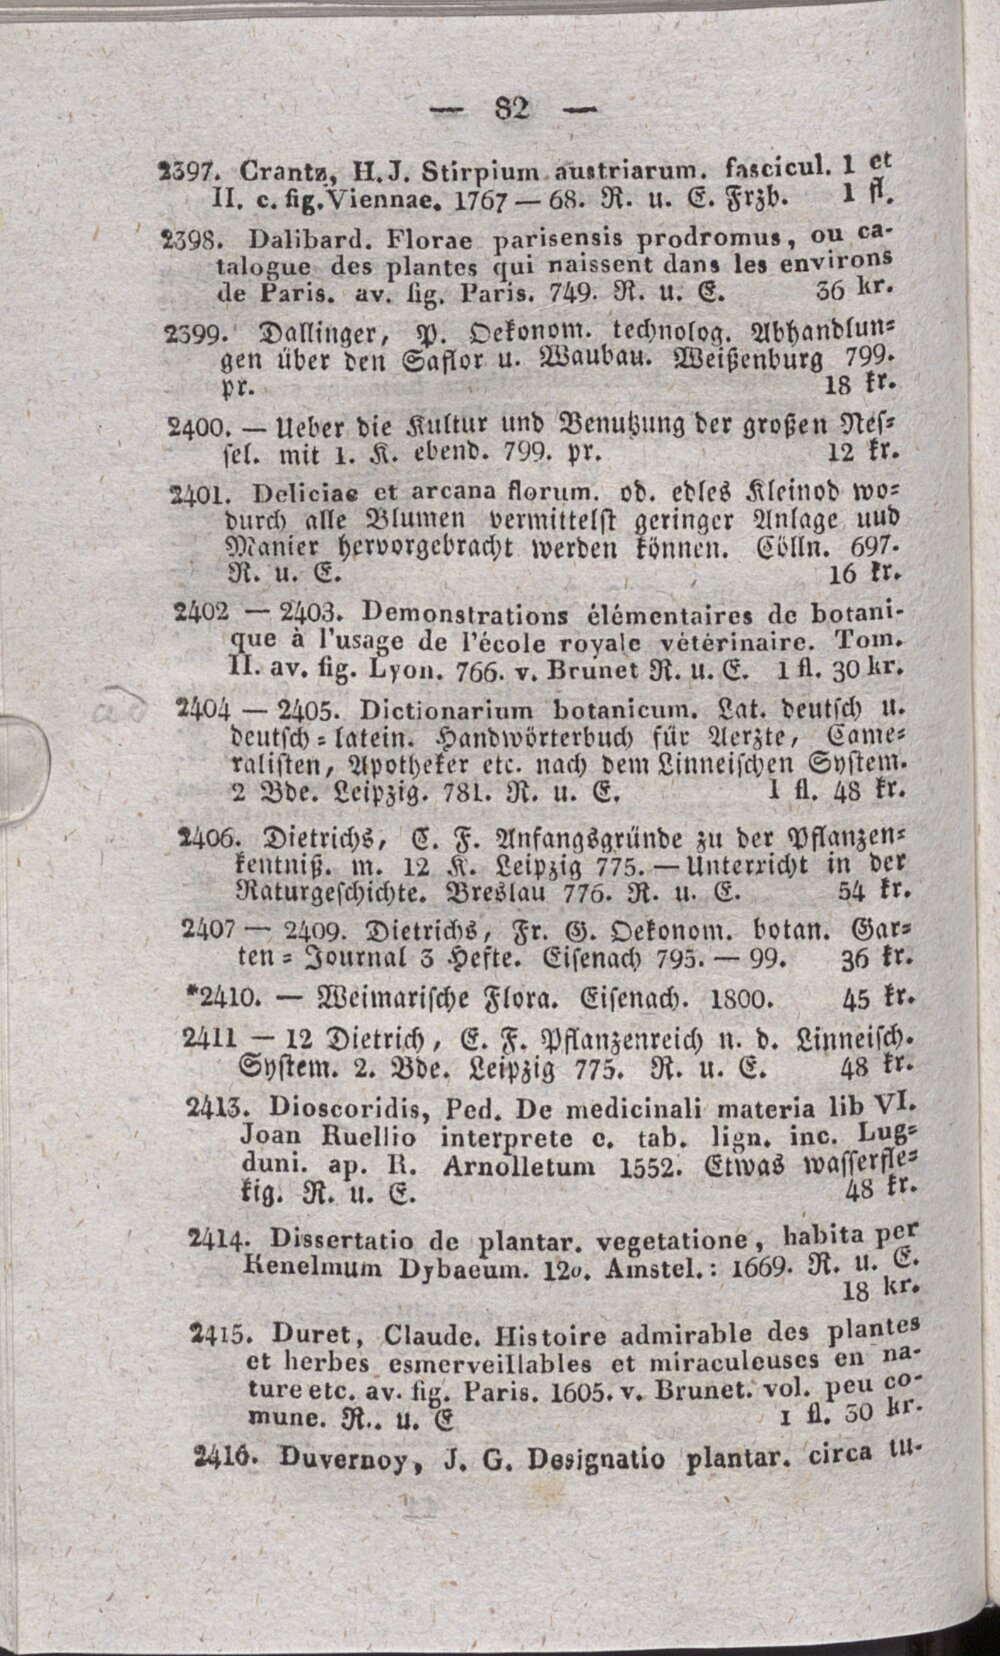 — 82 —
2397. Crantz, H. J. Stirpium austriarum. fascicul. 1 et
II. c. fig. Viennae. 1767 — 68. R. u. E. Frzb. 1 fl.
2398. Dalibard. Florae parisensis prodromus, ou ca-
talogue des plantes qui naissent dans les environs
de Paris. av. fig. Paris. 749. R. u. E. 36 kr.
2399. Dallinger, P. Oekonom. technolog. Abhandlun-
gen über den Saflor u. Waubau. Weißenburg 799.
pr. 18 kr.
2400. — Ueber die Kultur und Benutzung der großen Nes-
sel. mit 1. K. ebend. 799. pr. 12 kr.
2401. Deliciae et arcana florum. od. edles Kleinod wo-
durch alle Blumen vermittelst geringer Anlage uud
Manier hervorgebracht werden können. Cölln. 697.
R. u. E. 16 kr.
2402 — 2403. Demonstrations élémentaires de botani-
que à l'usage de l'école royale vétérinaire. Tom.
II. av. fig. Lyon. 766. v. Brunet R. u. E. 1 fl. 30 kr.
ad 2404 — 2405. Dictionarium botanicum. Lat. deutsch u.
deutsch-latein. Handwörterbuch für Aerzte, Came-
ralisten, Apotheker etc. nach dem Linneischen System.
2 Bde. Leipzig. 781. R. u. E. 1 fl. 48 kr.
2406. Dietrichs, C. F. Anfangsgründe zu der Pflanzen-
kentniß. m. 12 K. Leipzig 775. — Unterricht in der
Naturgeschichte. Breslau 776. R. u. E. 54 kr.
2407 — 2409. Dietrichs, Fr. G. Oekonom. botan. Gar-
ten-Journal 3 Hefte. Eisenach 795. — 99. 36 kr.
*2410. — Weimarische Flora. Eisenach. 1800. 45 kr.
2411 — 12 Dietrich, E. F. Pflanzenreich n. d. Linneisch.
System. 2. Bde. Leipzig 775. R. u. E. 48 kr.
2413. Dioscoridis, Ped. De medicinali materia lib VI.
Joan Ruellio interprete c. tab. lign. inc. Lug-
duni. ap. B. Arnolletum 1552. Etwas wasserfle-
kig. R. u. E. 48 kr.
2414. Dissertatio de plantar. vegetatione, habita per
Kenelmum Dybaeum. 12o. Amstel.: 1669. R. u. E.
18 kr.
2415. Duret, Claude. Histoire admirable des plantes
et herbes esmerveillables et miraculeuses en na-
ture etc. av. fig. Paris. 1605. v. Brunet. vol. peu co-
mune. R.. u. E 1 fl. 30 kr.
2416. Duvernoy, J. G. Designatio plantar. circa tu-